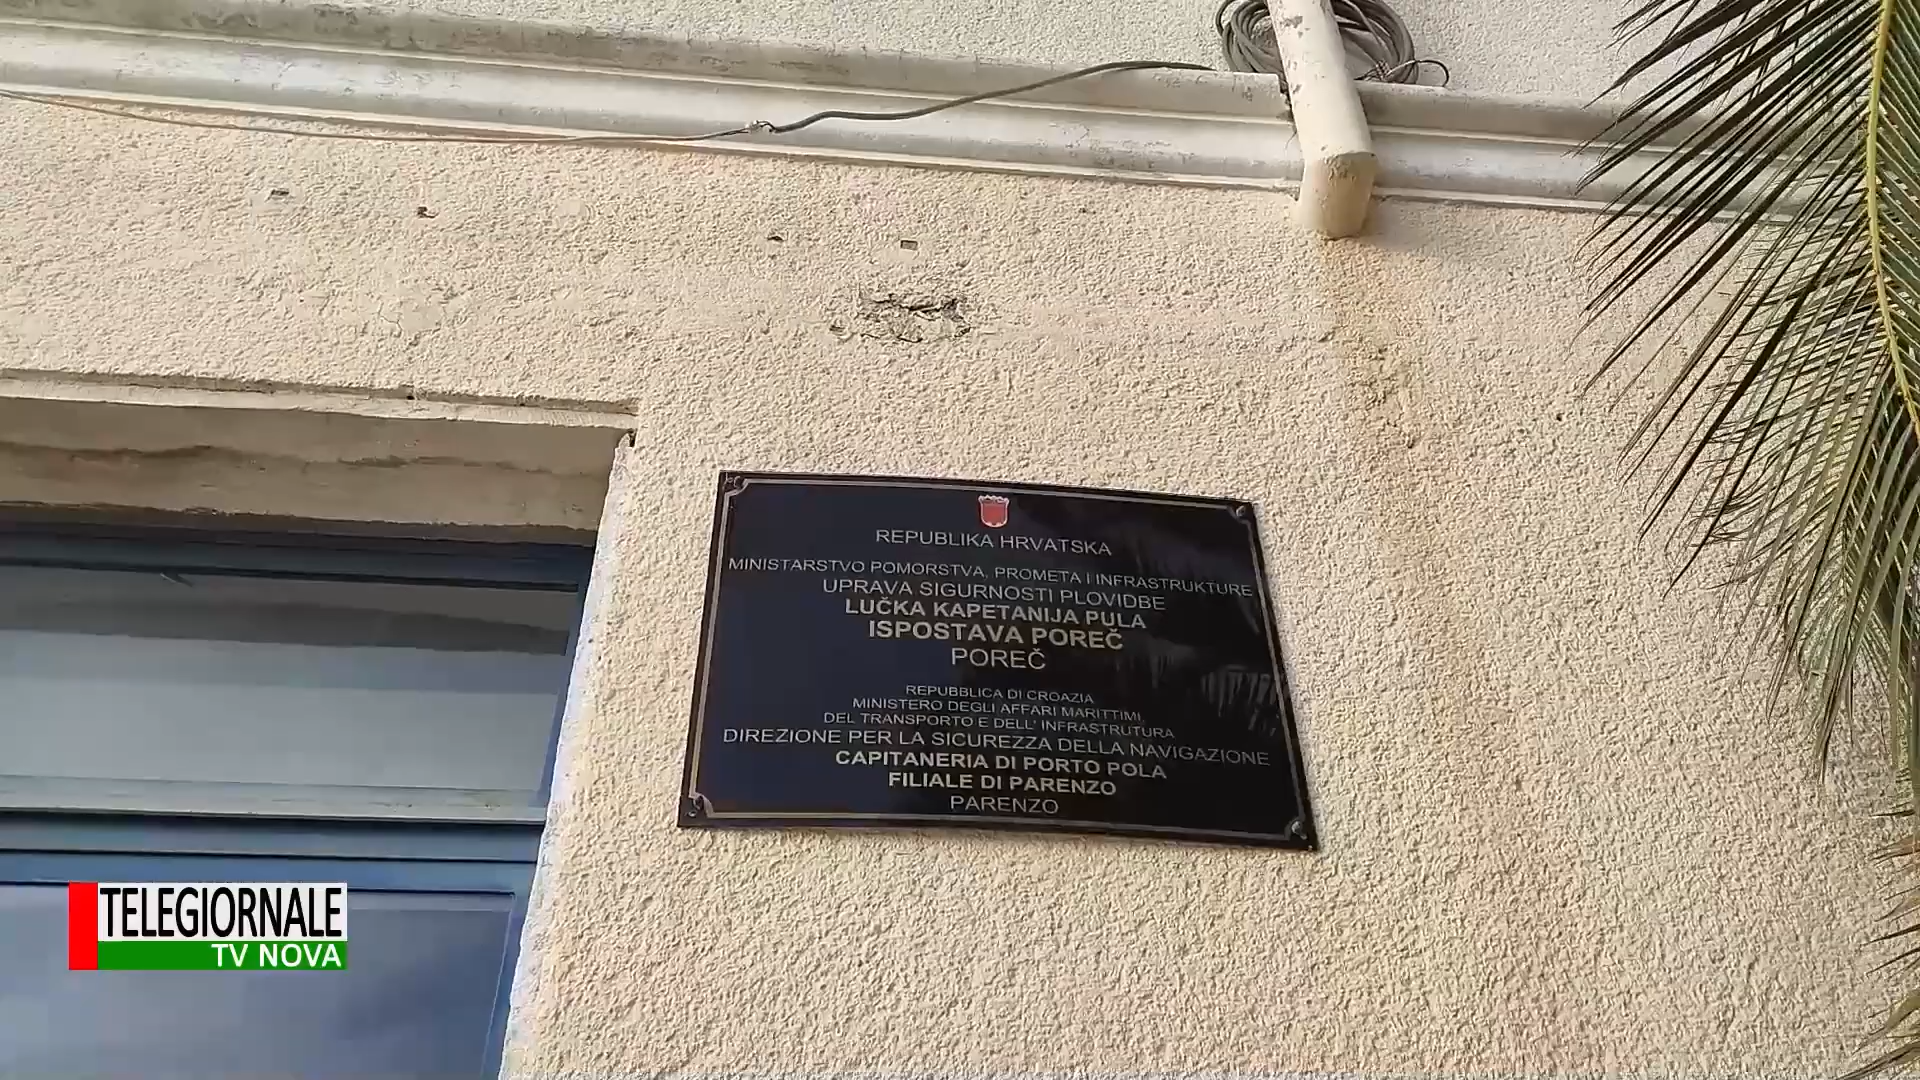 REPUBLIKA HRVATSKA
MINISTARSTVO POMORSTVA, PROMETA I INFRASTRUKTURE
UPRAVA SIGURNOSTI PLOVIDBE
LUČKA KAPETANIJA PULA
ISPOSTAVA POREČ
POREČ
REPUBBLICA DI CROAZIA
MINISTERO DEGLI AFFARI MARITTIMI,
DEL TRANSPORTO E DELL' INFRASTRUTURA
DIREZIONE PER LA SICUREZZA DELLA NAVIGAZIONE
CAPITANERIA DI PORTO POLA
FILIALE DI PARENZO
PARENZO
TELEGIORNALE
TV NOVA